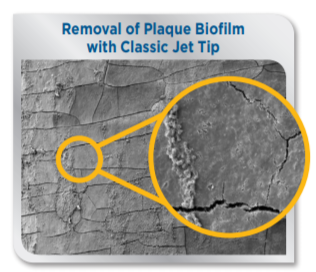 Removal of Plaque Biofilm
with Classic Jet Tip